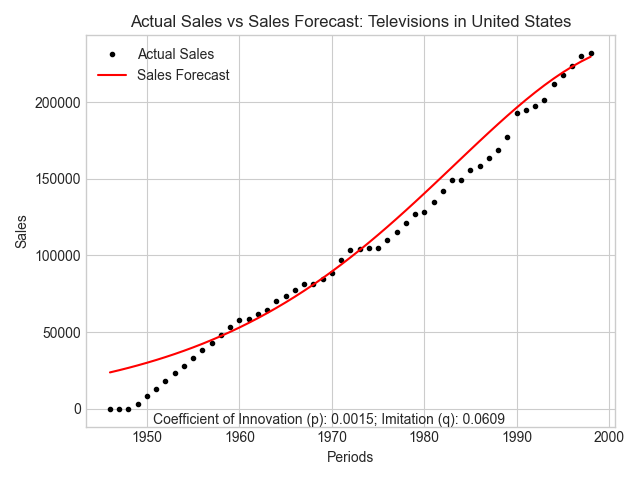 Actual Sales vs Sales Forecast: Televisions in United States
Actual Sales
Sales Forecast
200000
150000
100000
50000
0
Sales
Coefficient of Innovation (p): 0.0015; Imitation (q): 0.0609
1950
1960
1970
1980
1990
2000
Periods